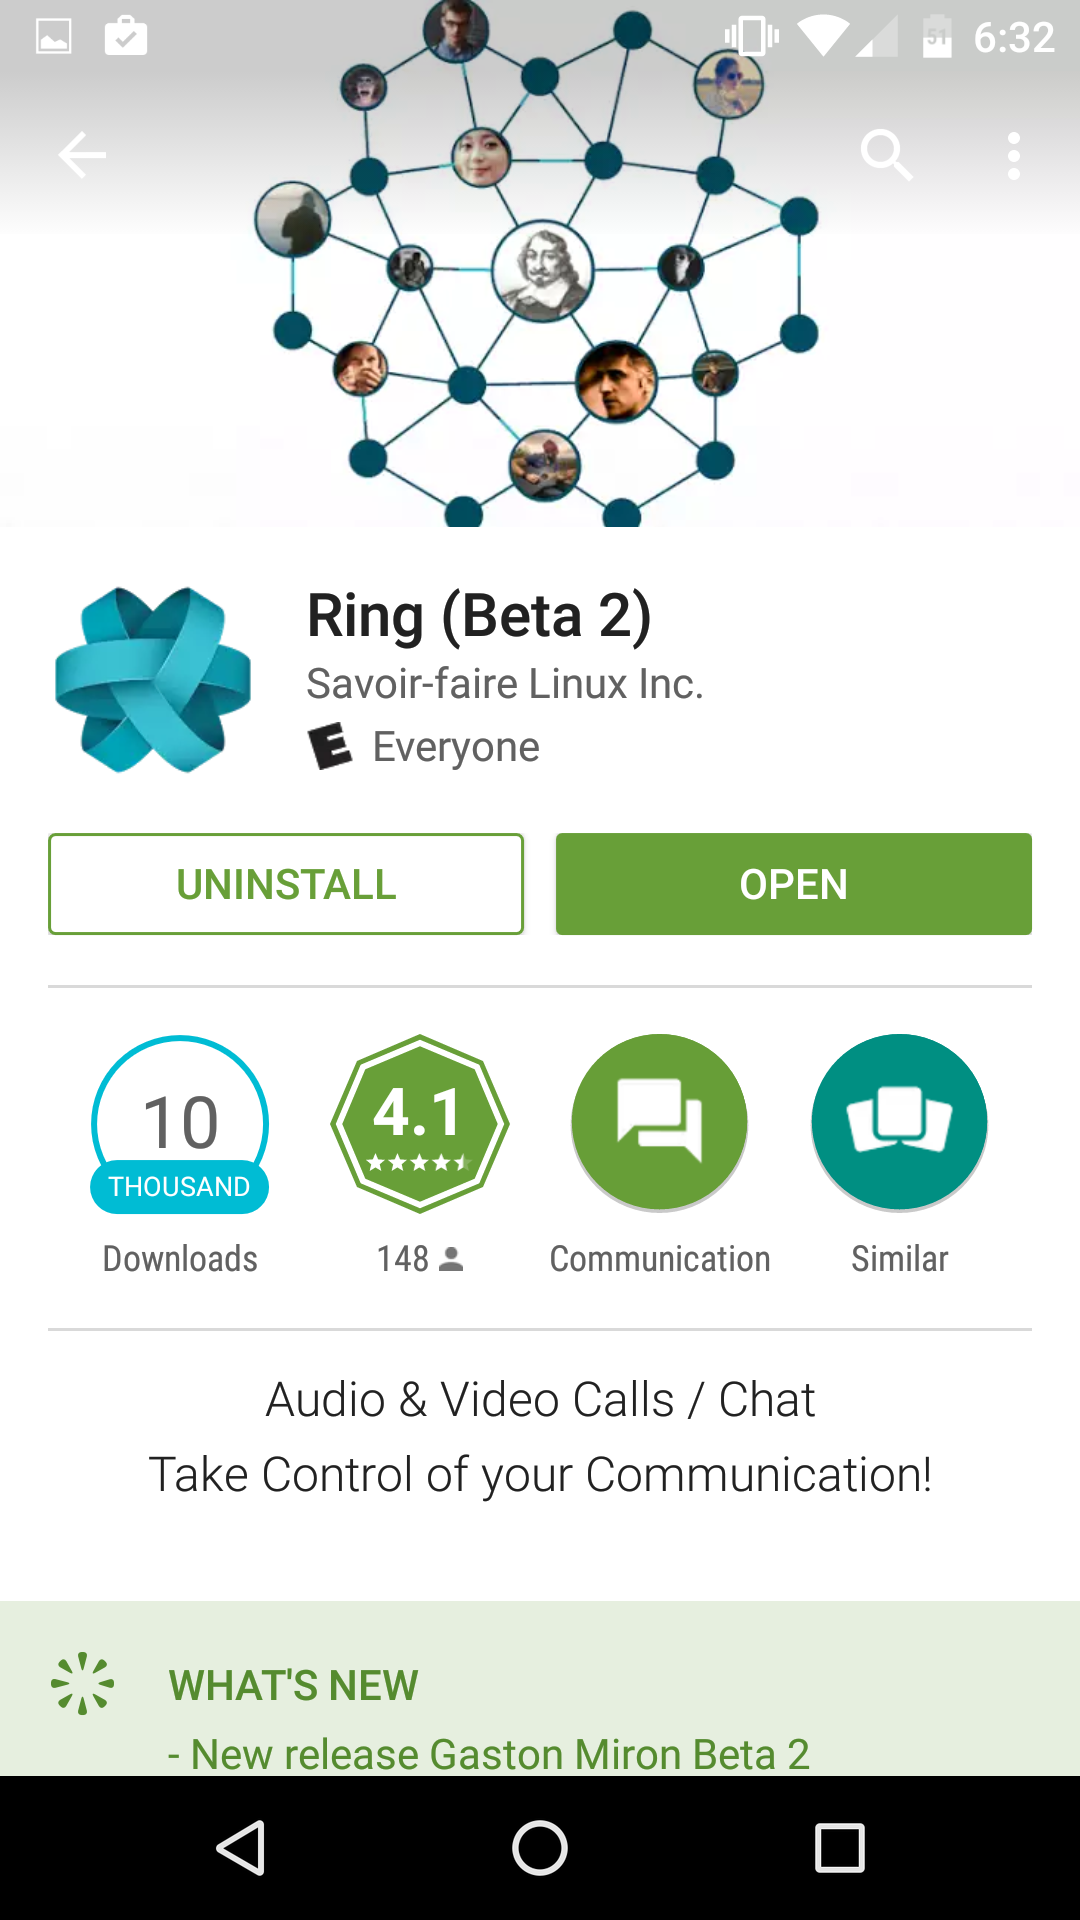 51 6:32
Ring (Beta 2)
Savoir-faire Linux Inc.
E Everyone
UNINSTALL OPEN
10 4.1
THOUSAND
Downloads 148 Communication Similar
Audio & Video Calls / Chat
Take Control of your Communication!
WHAT'S NEW
- New release Gaston Miron Beta 2